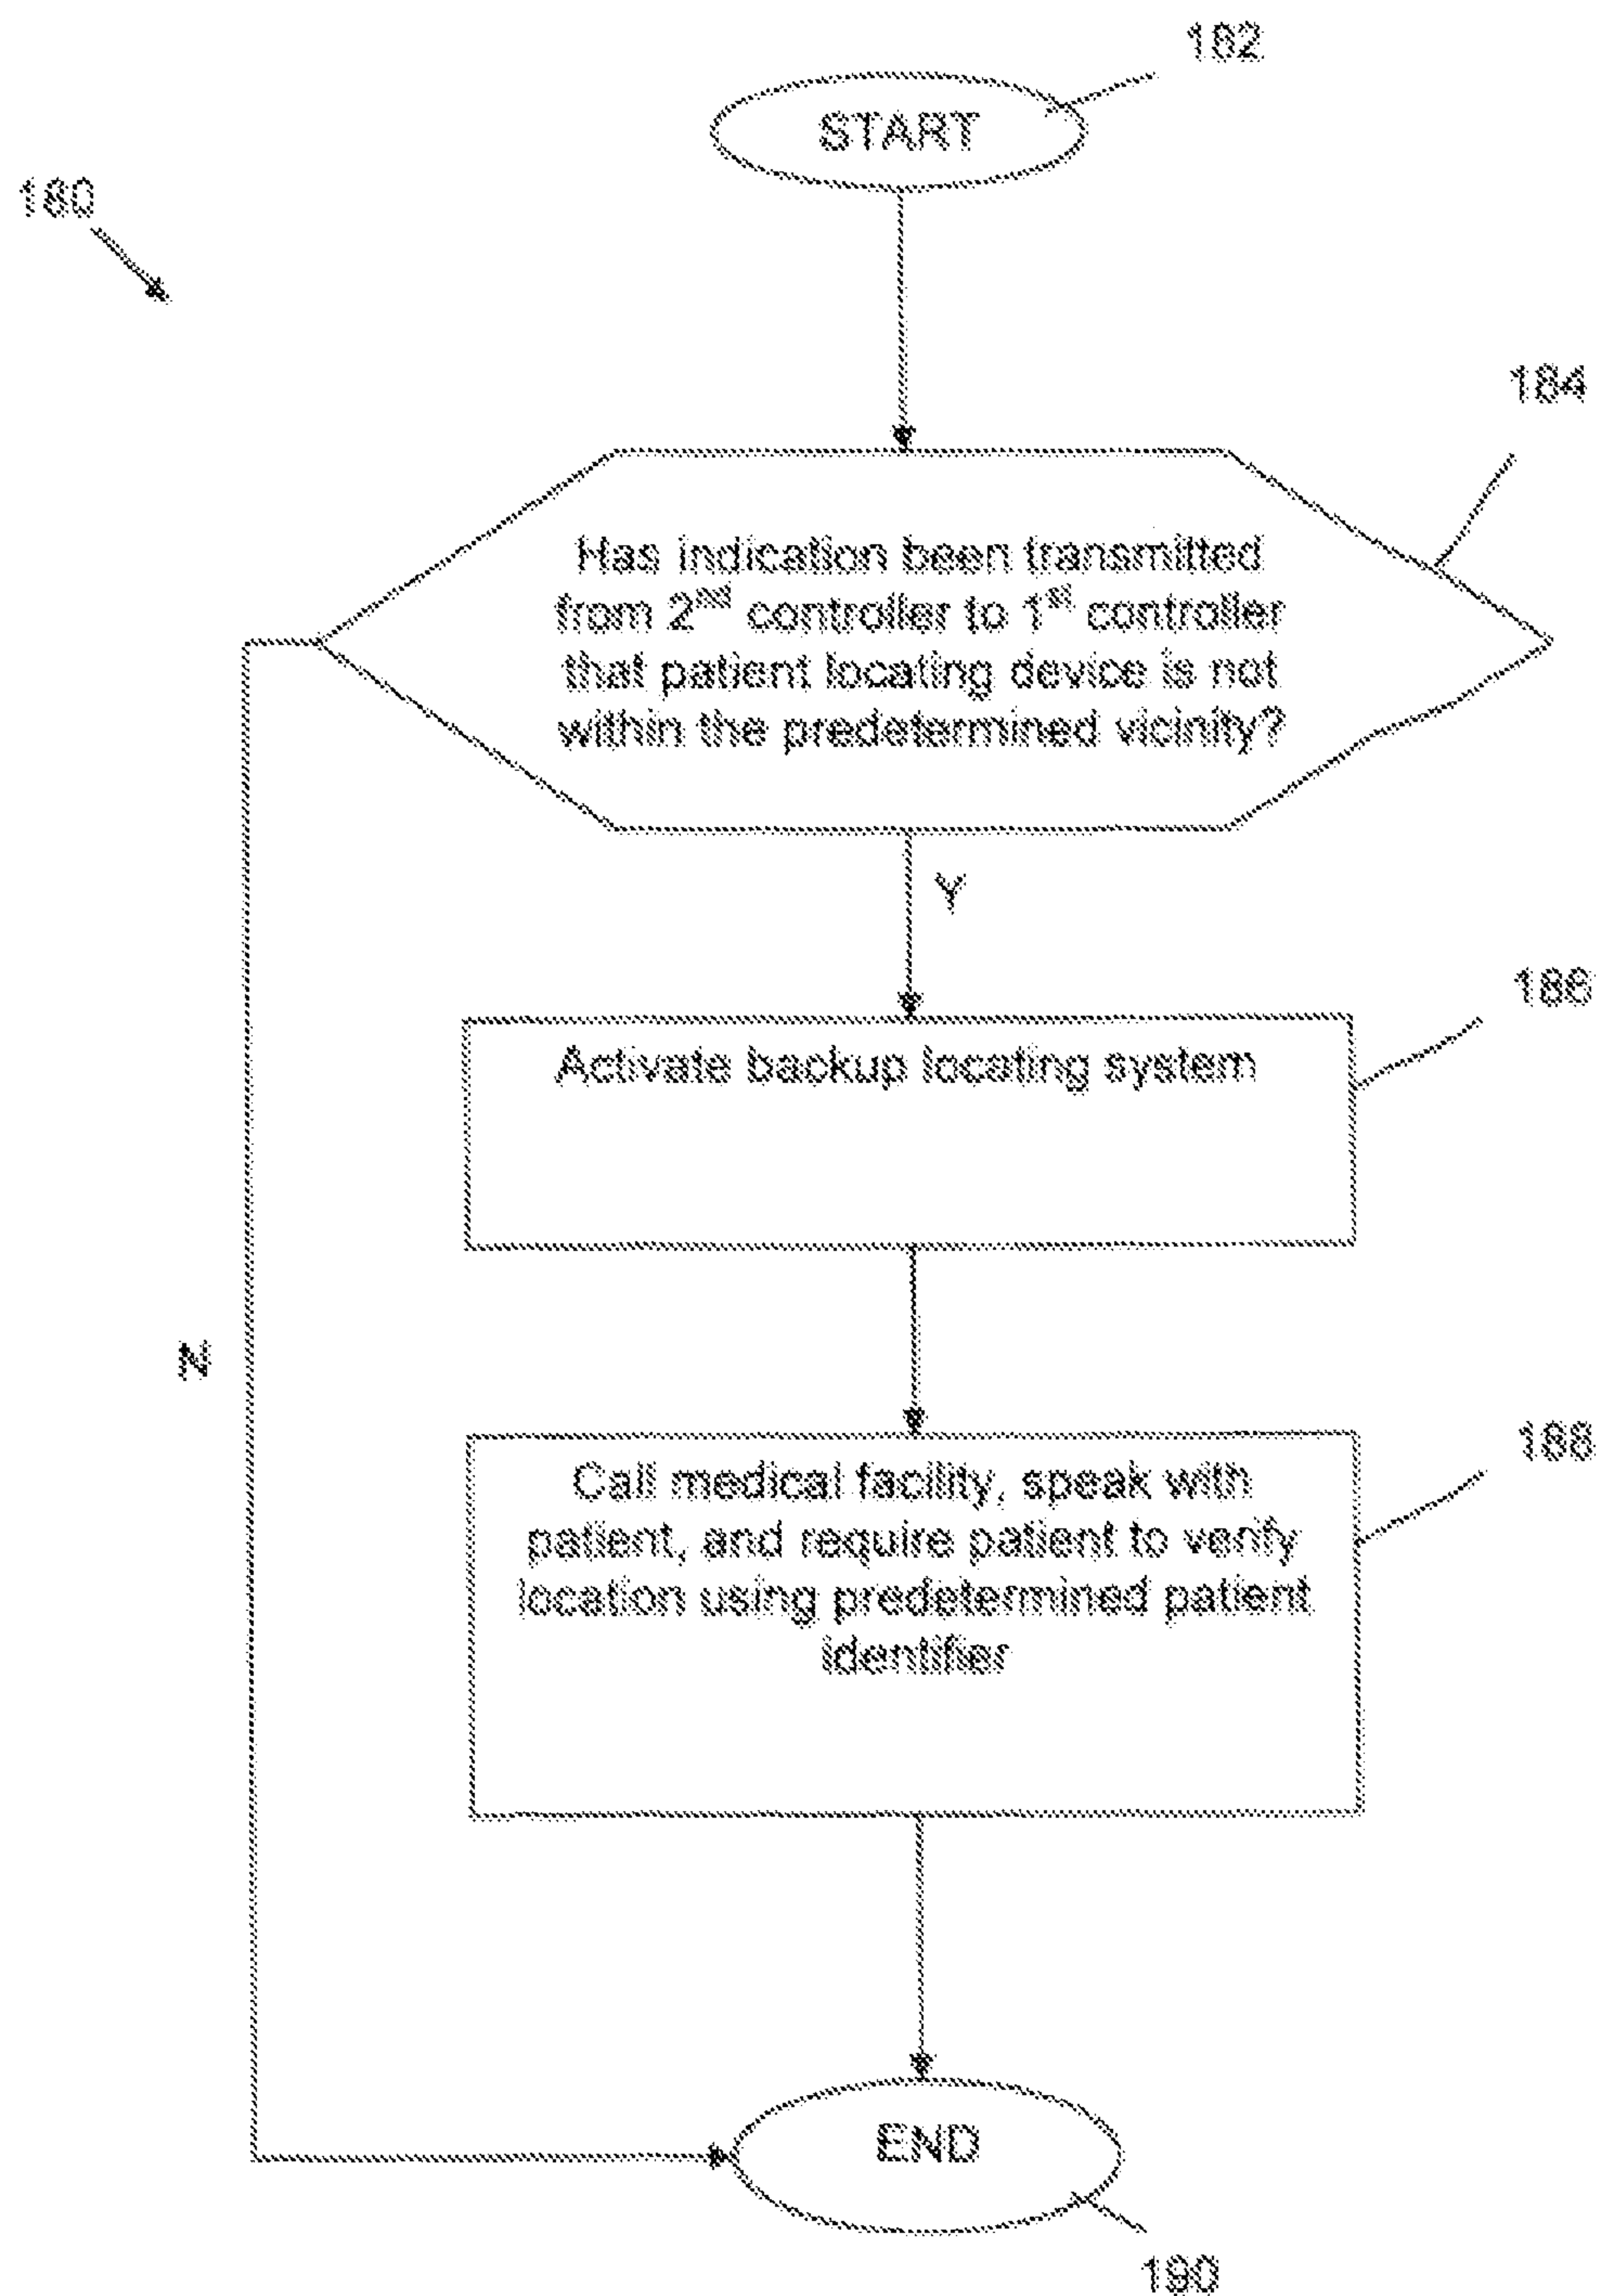 182
START
180
184
Has indication been transmitted
from 2nd controller to 1st controller
that patient locating device is not
within the predetermined vicinity?
Y
186
Activate backup locating system
N
188
Call medical facility, speak with
patient, and require patient to verify
location using predetermined patient
identifier
END
190